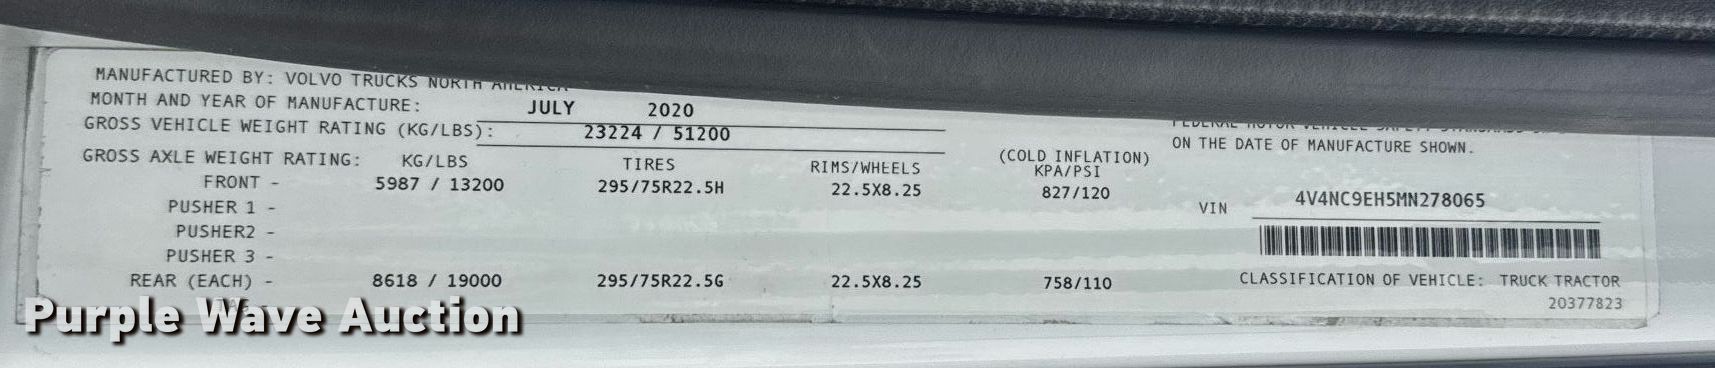 MANUFACTURED BY: VOLVO TRUCKS NORTH AMERICA
MONTH AND YEAR OF MANUFACTURE: JULY 2020
GROSS VEHICLE WEIGHT RATING (KG/LBS): 23224 / 51200
ON THE DATE OF MANUFACTURE SHOWN.
GROSS AXLE WEIGHT RATING: KG/LBS TIRES RIMS/WHEELS (COLD INFLATION) KPA/PSI
FRONT - 5987 / 13200 295/75R22.5H 22.5X8.25 827/120
PUSHER 1 -
VIN 4V4NC9EH5MN278065
PUSHER2 -
PUSHER 3 -
REAR (EACH) - 8618 / 19000 295/75R22.5G 22.5X8.25 758/110
CLASSIFICATION OF VEHICLE: TRUCK TRACTOR
20377823
Purple Wave Auction